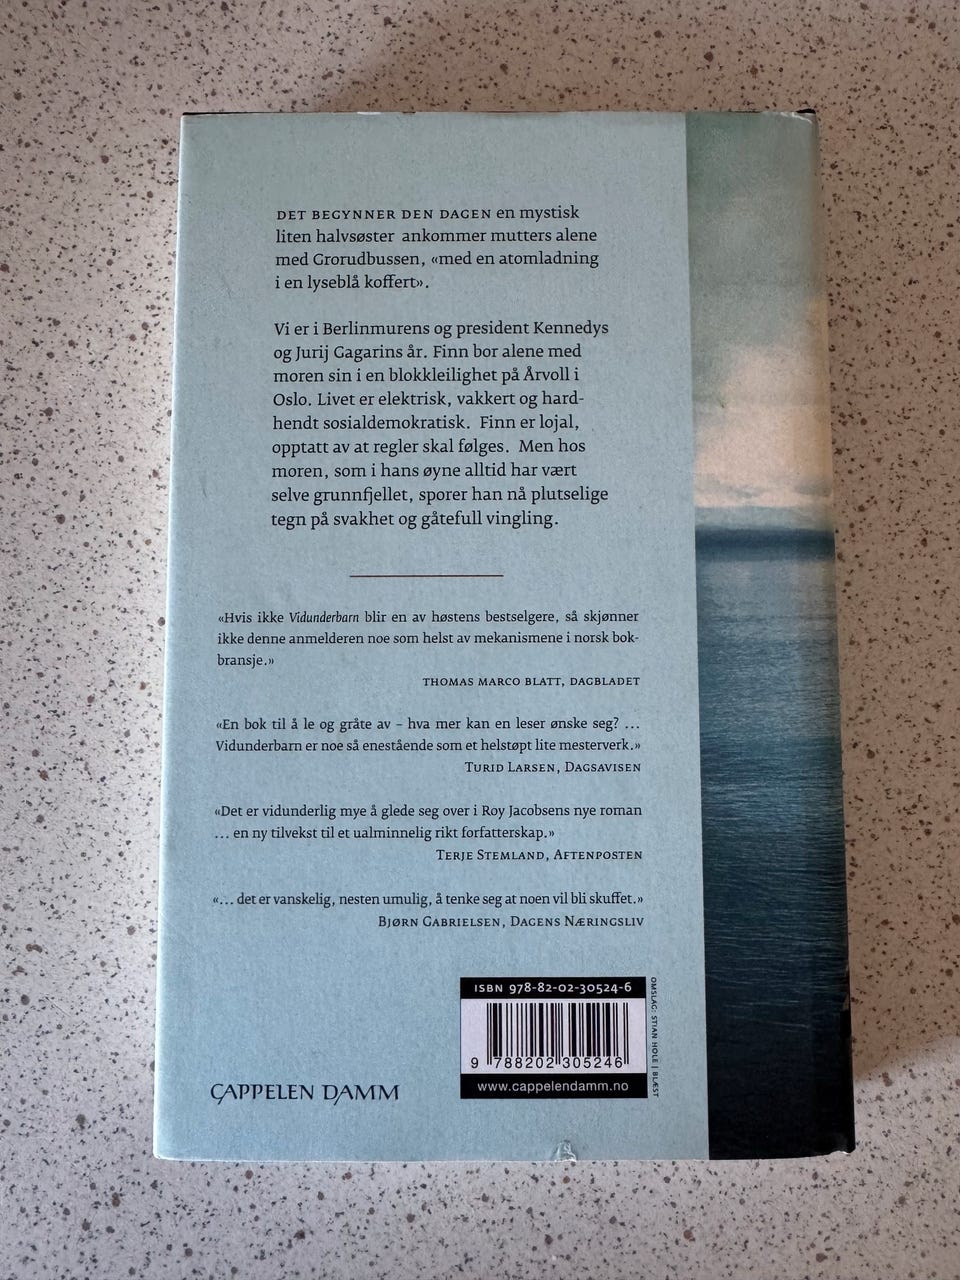 DET BEGYNNER DEN DAGEN en mystisk
liten halvsøster ankommer mutters alene
med Grorudbussen, «med en atomladning
i en lyseblå koffert».
Vi er i Berlinmurens og president Kennedys
og Jurij Gagarins år. Finn bor alene med
moren sin i en blokkleilighet på Årvoll i
Oslo. Livet er elektrisk, vakkert og hard-
hendt sosialdemokratisk. Finn er lojal,
opptatt av at regler skal følges. Men hos
moren, som i hans øyne alltid har vært
selve grunnfjellet, sporer han nå plutselige
tegn på svakhet og gåtefull vingling.
«Hvis ikke Vidunderbarn blir en av høstens bestselgere, så skjønner
ikke denne anmelderen noe som helst av mekanismene i norsk bok-
bransje.»
THOMAS MARCO BLATT, DAGBLADET
«En bok til å le og gråte av – hva mer kan en leser ønske seg? ...
Vidunderbarn er noe så enestående som et helstøpt lite mesterverk.»
TURID LARSEN, DAGSAVISEN
«Det er vidunderlig mye å glede seg over i Roy Jacobsens nye roman
... en ny tilvekst til et ualminnelig rikt forfatterskap.»
TERJE STEMLAND, AFTENPOSTEN
«... det er vanskelig, nesten umulig, å tenke seg at noen vil bli skuffet.»
BJØRN GABRIELSEN, DAGENS NÆRINGSLIV
ISBN 978-82-02-30524-6
9 788202 305246
www.cappelendamm.no
OMSLAG: STIAN HOLE | BLÆST
CAPPELEN DAMM